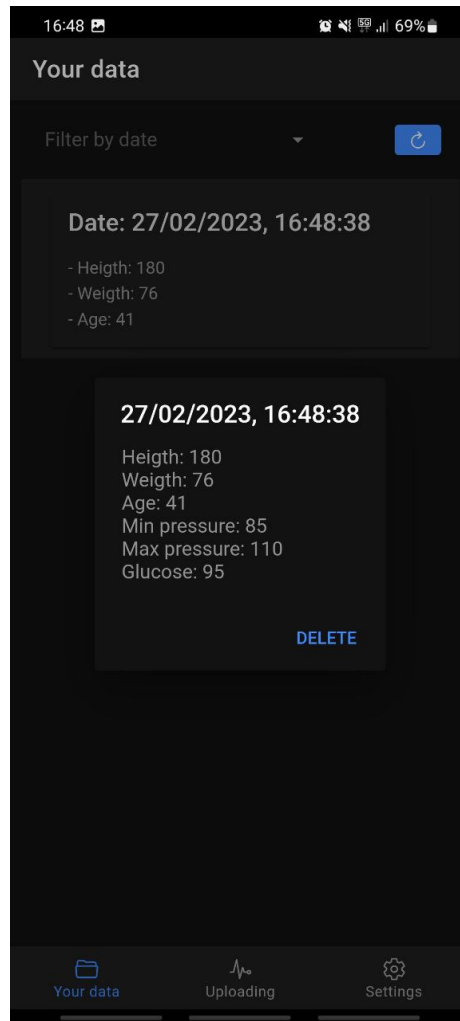 16:48 5G 69%
Your data
Filter by date
Date: 27/02/2023, 16:48:38
- Heigth: 180
- Weigth: 76
- Age: 41
27/02/2023, 16:48:38
Heigth: 180
Weigth: 76
Age: 41
Min pressure: 85
Max pressure: 110
Glucose: 95
DELETE
Your data Uploading Settings